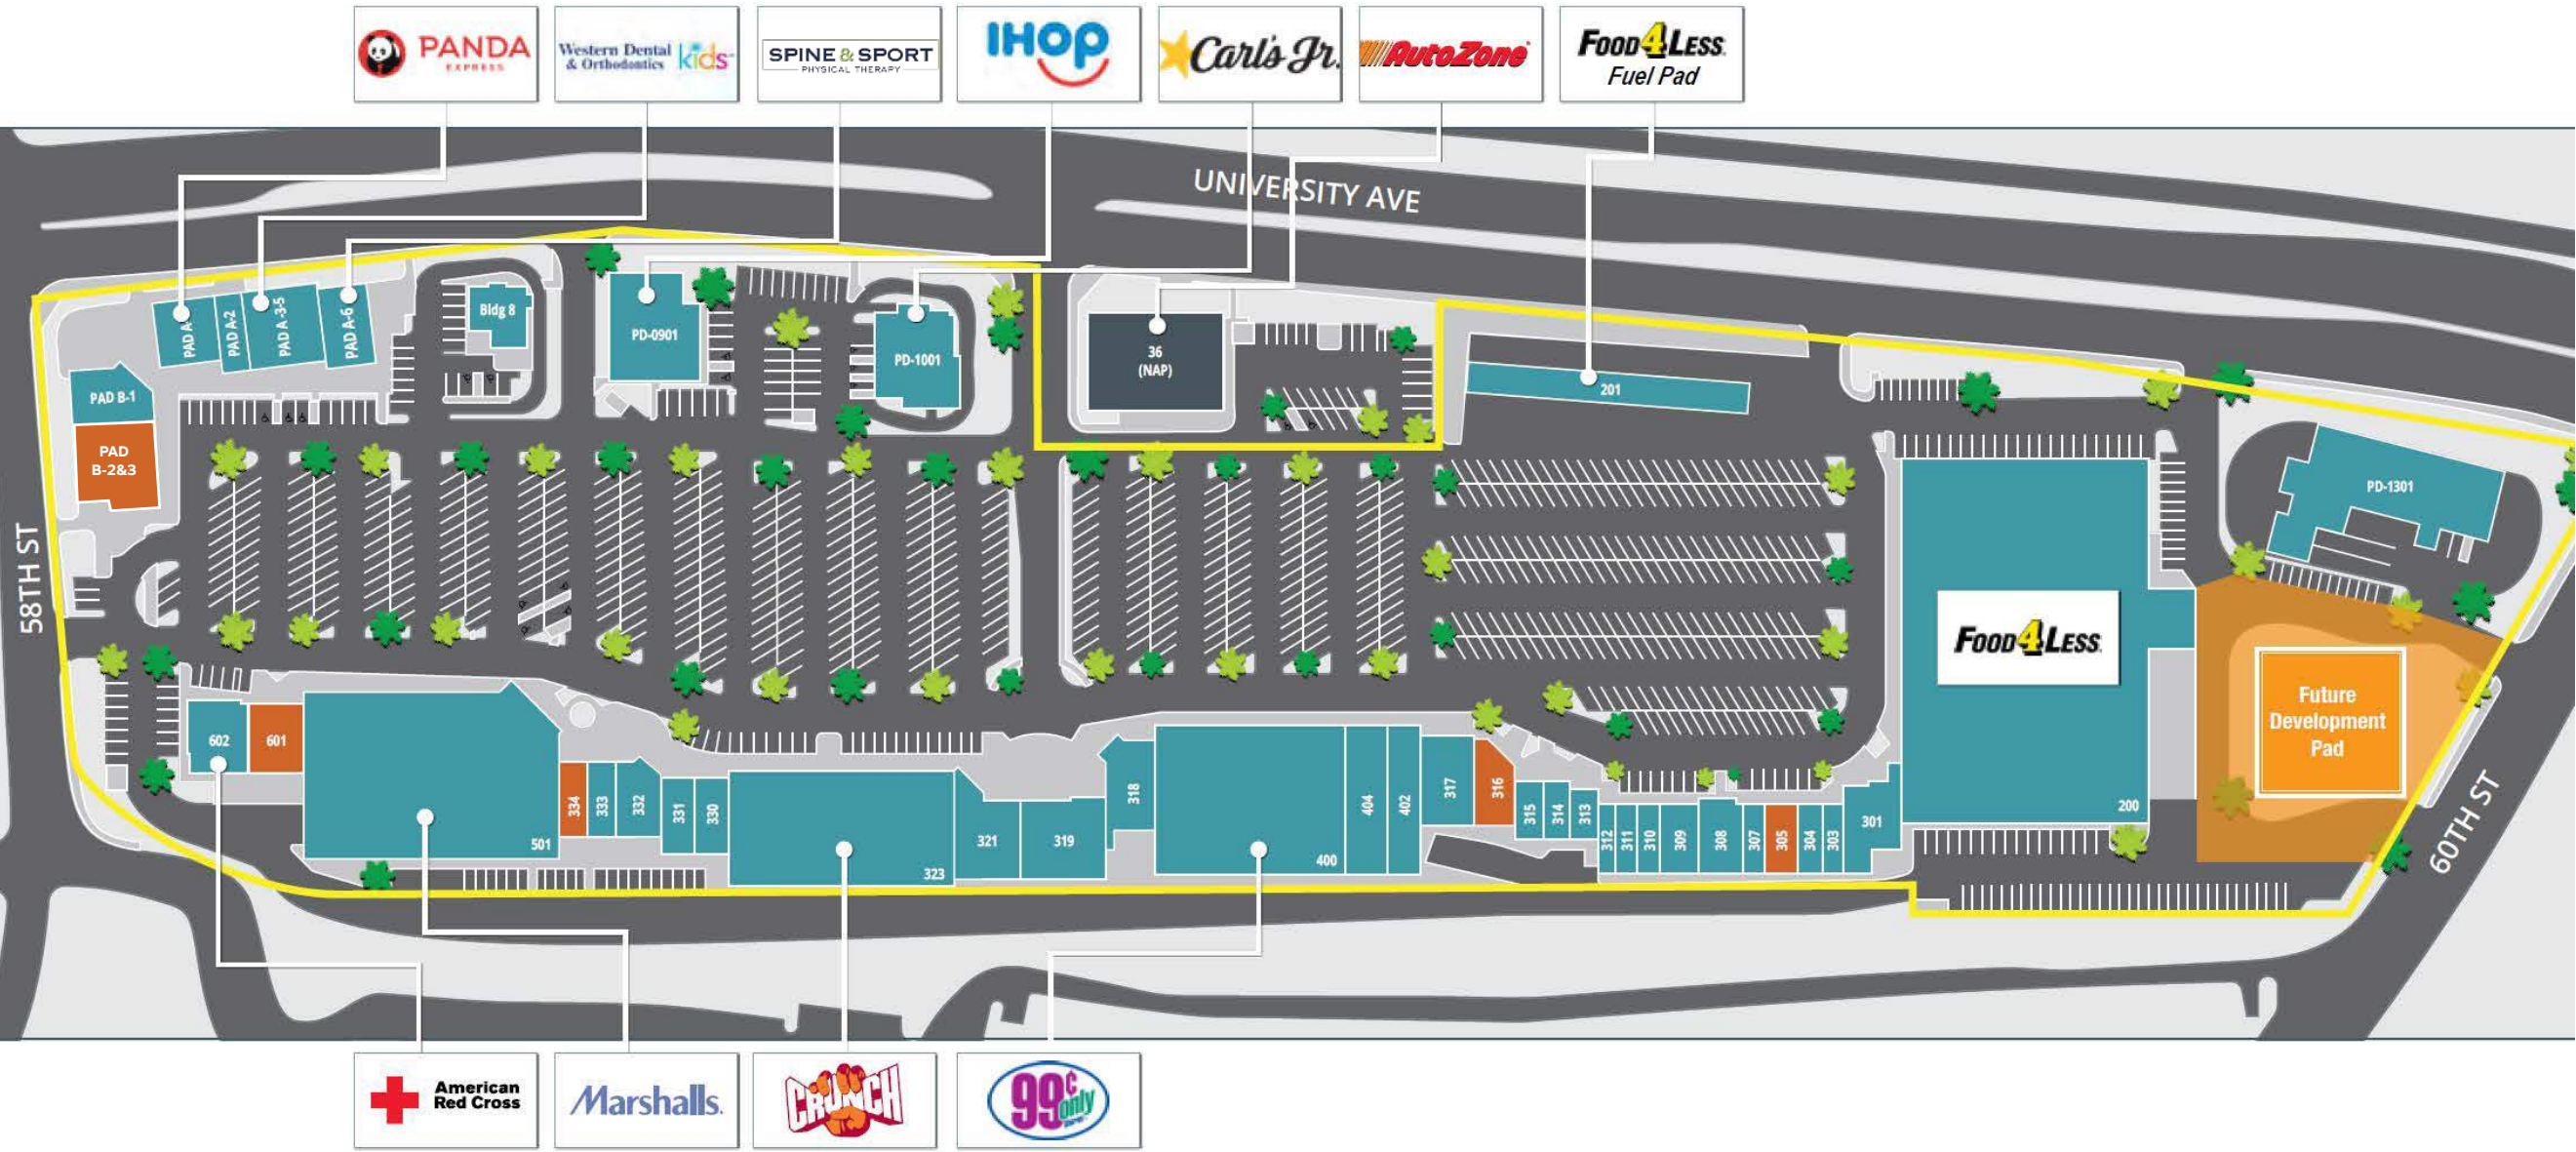 PANDA
EXPRESS
Western Dental
& Orthodontics
kids
SPINE & SPORT
PHYSICAL THERAPY
IHOP
Carl's Jr.
AutoZone
FOOD 4 LESS
Fuel Pad
UNIVERSITY AVE
58TH ST
60TH ST
PAD A-
PAD A-2
PAD A-3-5
PAD A-6
Bldg 8
PD-0901
PD-1001
36
(NAP)
201
PAD B-1
PAD
B-2&3
PD-1301
FOOD 4 LESS
200
Future
Development
Pad
602
601
501
334
333
332
331
330
323
321
319
318
400
404
402
317
316
315
314
313
312
311
310
309
308
307
305
304
303
301
American
Red Cross
Marshalls.
CRUNCH
99¢
only